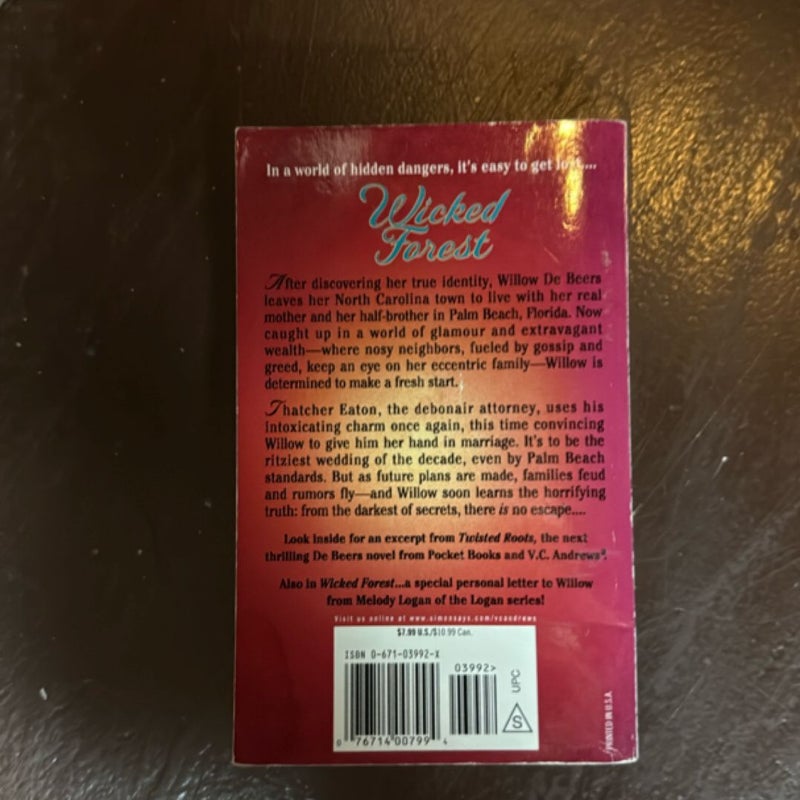 In a world of hidden dangers, it's easy to get lost....
Wicked
Forest
After discovering her true identity, Willow De Beers
leaves her North Carolina town to live with her real
mother and her half-brother in Palm Beach, Florida. Now
caught up in a world of glamour and extravagant
wealth—where nosy neighbors, fueled by gossip and
greed, keep an eye on her eccentric family—Willow is
determined to make a fresh start.
Thatcher Eaton, the debonair attorney, uses his
intoxicating charm once again, this time convincing
Willow to give him her hand in marriage. It's to be the
ritziest wedding of the decade, even by Palm Beach
standards. But as future plans are made, families feud
and rumors fly—and Willow soon learns the horrifying
truth: from the darkest of secrets, there is no escape....
Look inside for an excerpt from Twisted Roots, the next
thrilling De Beers novel from Pocket Books and V.C. Andrews®
Also in Wicked Forest...a special personal letter to Willow
from Melody Logan of the Logan series!
Visit us online at www.simonsays.com/vcandrews
$7.99 U.S./$10.99 Can.
ISBN 0-671-03992-X
03992>
UPC
S
0 76714 00799 4
PRINTED IN U.S.A.